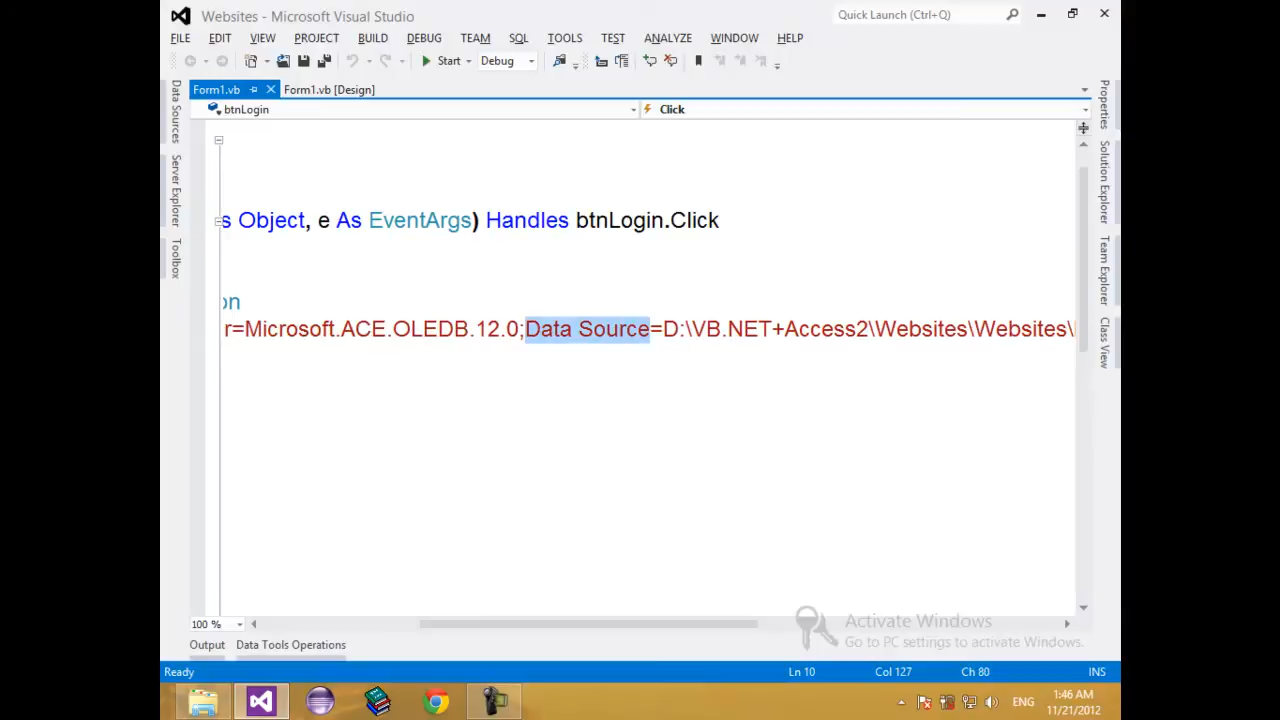 Websites - Microsoft Visual Studio
Quick Launch (Ctrl+Q)
FILE EDIT VIEW PROJECT BUILD DEBUG TEAM SQL TOOLS TEST ANALYZE WINDOW HELP
Start Debug
Form1.vb Form1.vb [Design]
btnLogin Click
Data Sources
Server Explorer
Toolbox
s Object, e As EventArgs) Handles btnLogin.Click
on
r=Microsoft.ACE.OLEDB.12.0;Data Source=D:\VB.NET+Access2\Websites\Websites\
Properties
Solution Explorer
Team Explorer
Class View
100 %
Activate Windows
Go to PC settings to activate Windows.
Output Data Tools Operations
Ready Ln 10 Col 127 Ch 80 INS
ENG
1:46 AM
11/21/2012